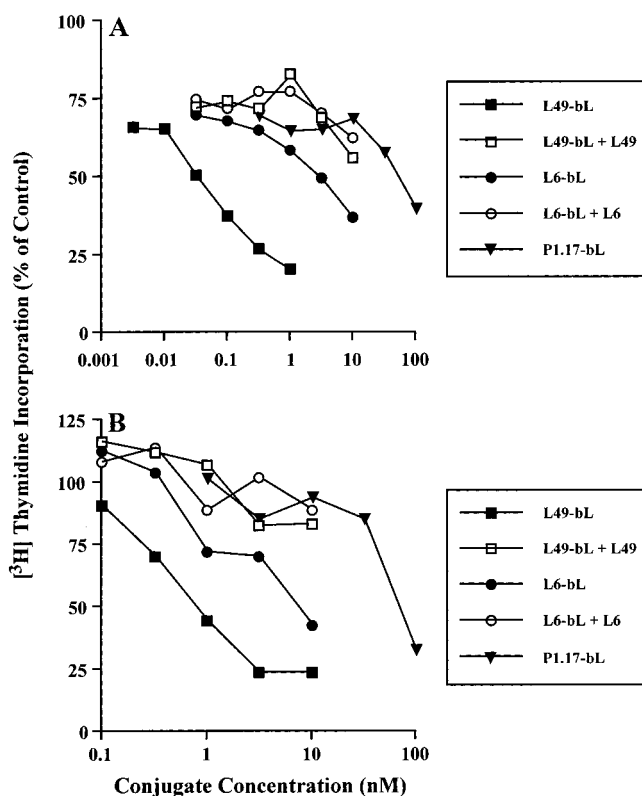 A
100
75
50
25
0
0.001 0.01 0.1 1 10 100
L49-bL
L49-bL + L49
L6-bL
L6-bL + L6
P1.17-bL
[³H] Thymidine Incorporation (% of Control)
B
125
100
75
50
25
0
0.1 1 10 100
L49-bL
L49-bL + L49
L6-bL
L6-bL + L6
P1.17-bL
Conjugate Concentration (nM)